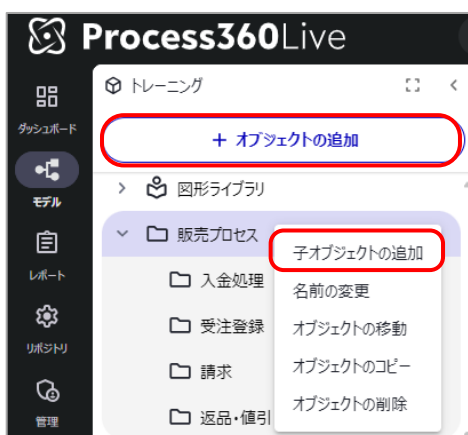 Process360Live
ダッシュボード
モデル
レポート
リポジトリ
管理
トレーニング
+ オブジェクトの追加
図形ライブラリ
販売プロセス
入金処理
受注登録
請求
返品・値引
子オブジェクトの追加
名前の変更
オブジェクトの移動
オブジェクトのコピー
オブジェクトの削除